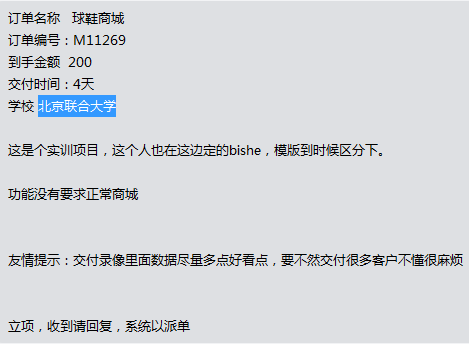 订单名称   球鞋商城
订单编号：M11269
到手金额  200
交付时间：4天
学校 北京联合大学
这是个实训项目，这个人也在这边定的bishe，模版到时候区分下。
功能没有要求正常商城
友情提示：交付录像里面数据尽量多点好看点，要不然交付很多客户不懂很麻烦
立项，收到请回复，系统以派单